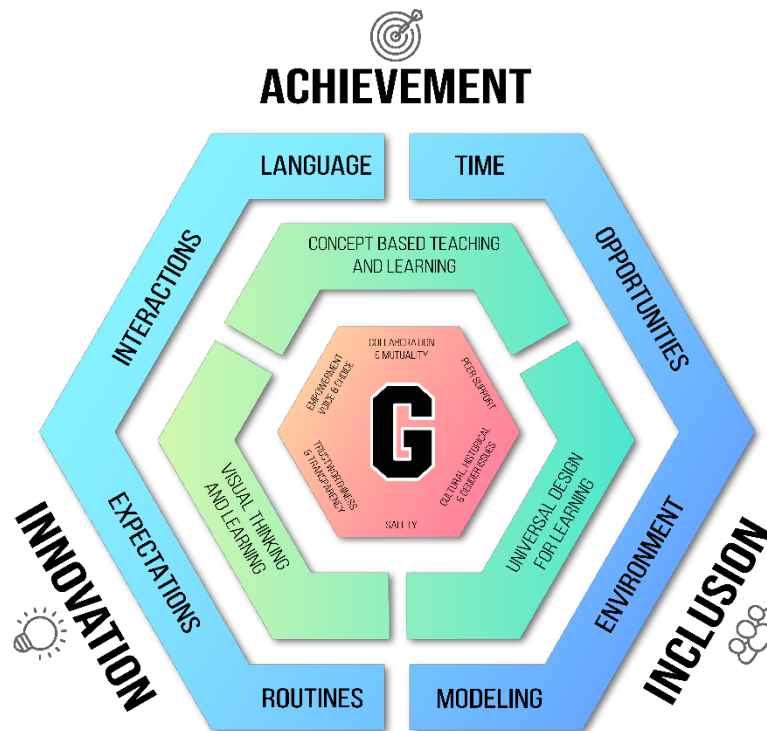 ACHIEVEMENT
LANGUAGE
TIME
INTERACTIONS
OPPORTUNITIES
CONCEPT BASED TEACHING
AND LEARNING
COLLABORATION
& MUTUALITY
EMPOWERMENT
VOICE & CHOICE
PEER SUPPORT
G
TRUSTWORTHINESS
& TRANSPARENCY
CULTURAL, HISTORICAL
& GENDER ISSUES
SAFETY
VISUAL THINKING
AND LEARNING
UNIVERSAL DESIGN
FOR LEARNING
EXPECTATIONS
ENVIRONMENT
INNOVATION
INCLUSION
ROUTINES
MODELING